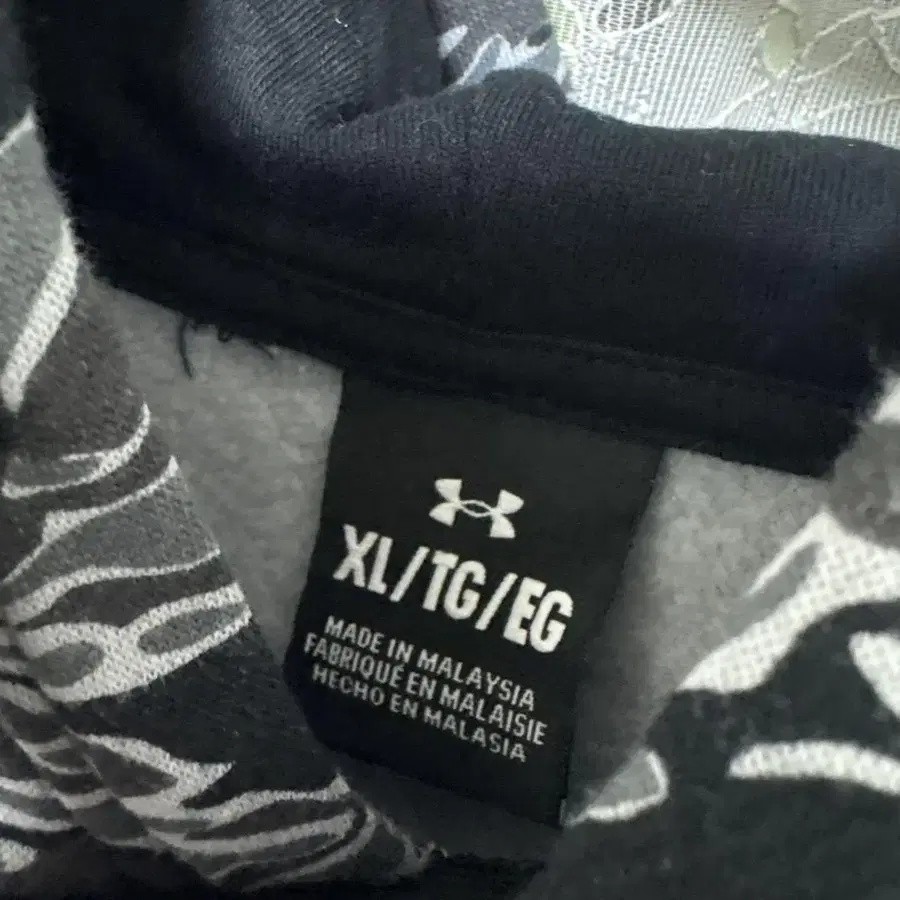 XL/TG/EG
MADE IN MALAYSIA
FABRIQUÉ EN MALAISIE
HECHO EN MALASIA